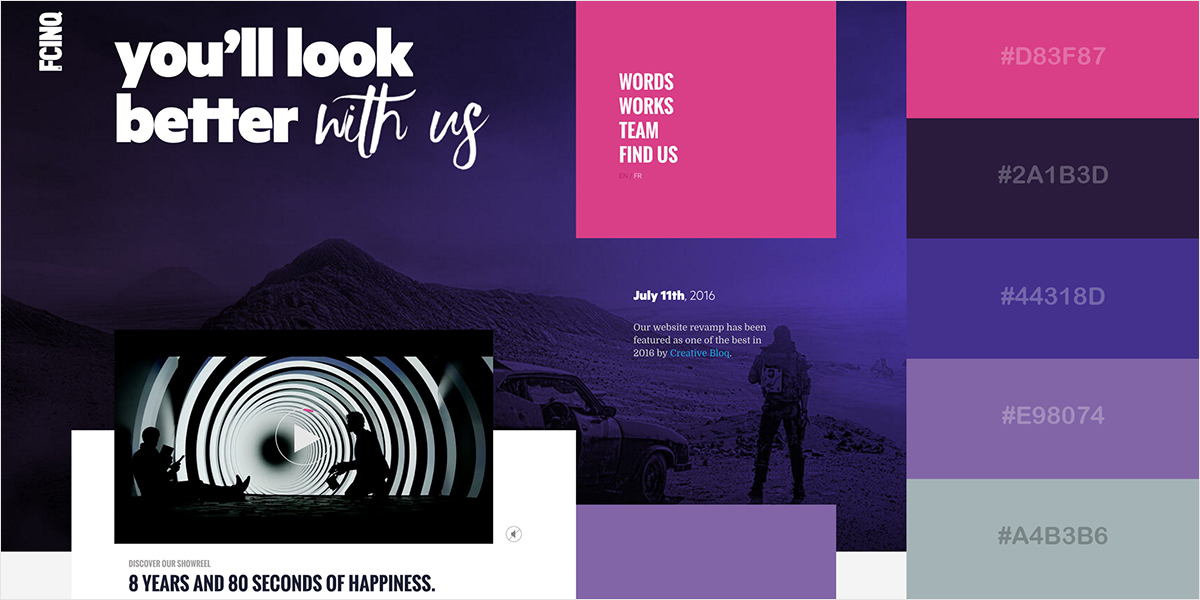 FCINQ
you'll look
better with us
WORDS
WORKS
TEAM
FIND US
EN / FR
July 11th, 2016
Our website revamp has been
featured as one of the best in
2016 by Creative Bloq.
DISCOVER OUR SHOWREEL
8 YEARS AND 80 SECONDS OF HAPPINESS.
#D83F87
#2A1B3D
#44318D
#E98074
#A4B3B6